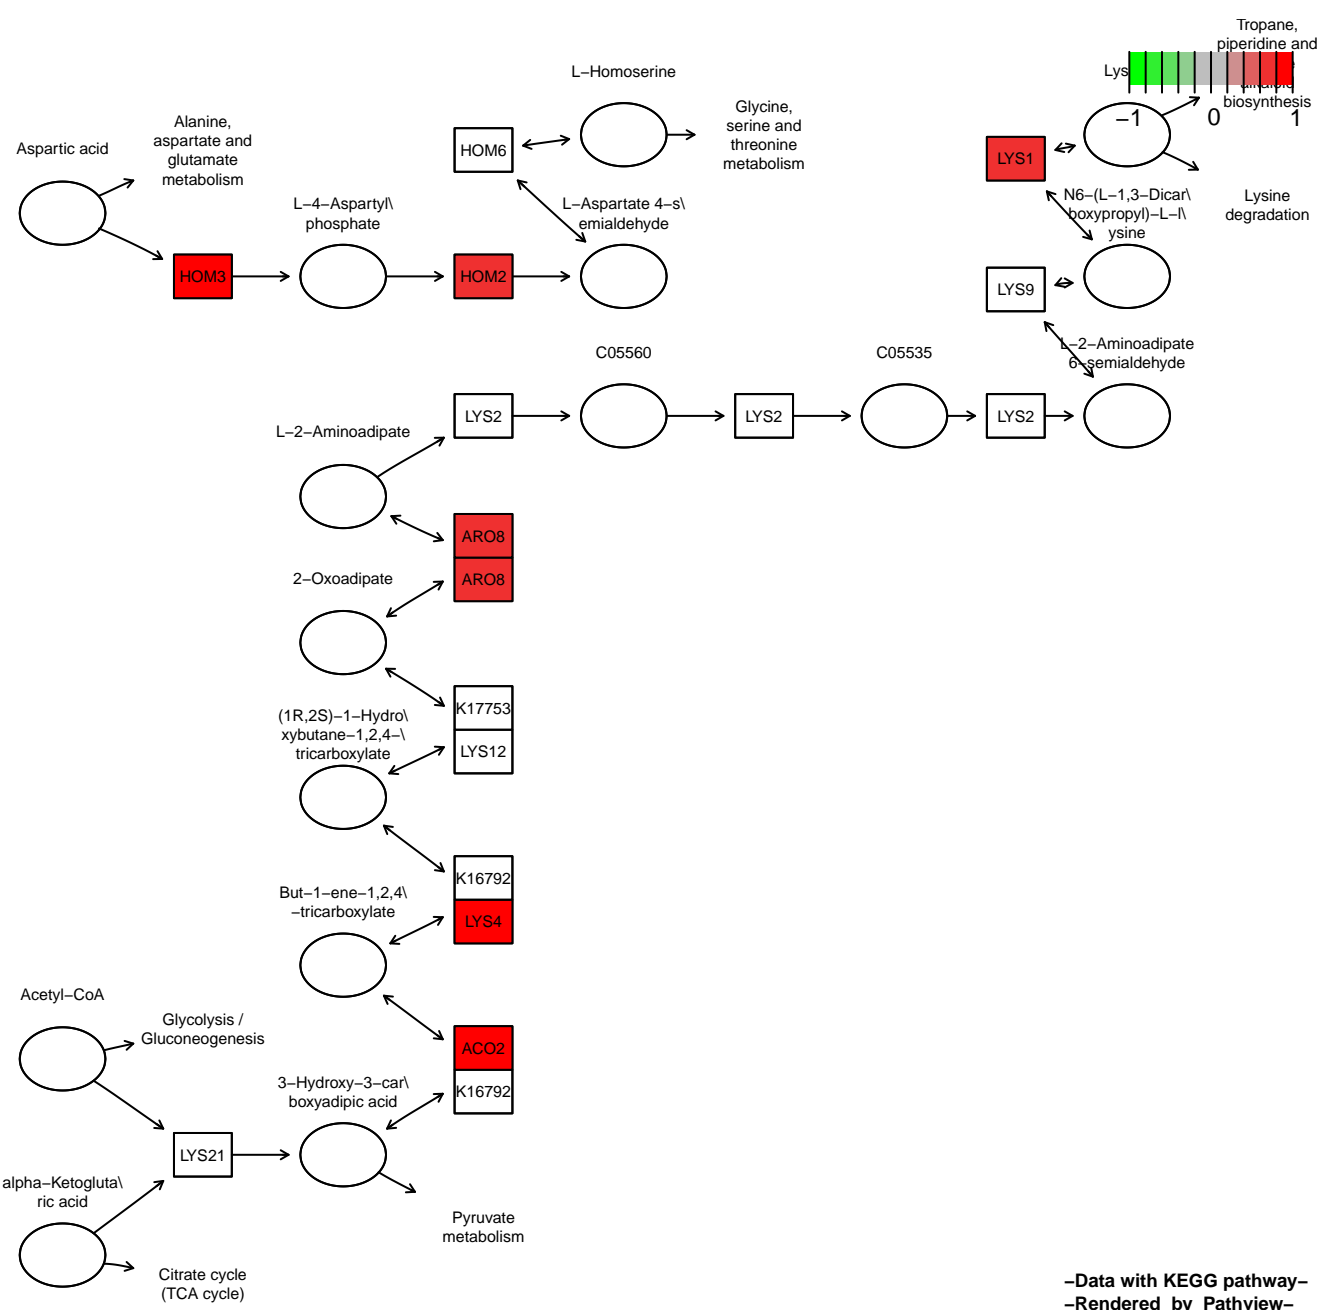 Tropane,
piperidine and
biosynthesis
Lys
−1
0
1
L−Homoserine
Glycine,
serine and
threonine
metabolism
Alanine,
aspartate and
glutamate
metabolism
Aspartic acid
HOM6
LYS1
N6−(L−1,3−Dicar\
boxypropyl)−L−l\
ysine
Lysine
degradation
L−4−Aspartyl\
phosphate
L−Aspartate 4−s\
emialdehyde
HOM3
HOM2
LYS9
L−2−Aminoadipate
6−semialdehyde
C05560
C05535
LYS2
LYS2
LYS2
L−2−Aminoadipate
ARO8
ARO8
2−Oxoadipate
K17753
LYS12
(1R,2S)−1−Hydro\
xybutane−1,2,4−\
tricarboxylate
K16792
LYS4
But−1−ene−1,2,4\
−tricarboxylate
Acetyl−CoA
Glycolysis /
Gluconeogenesis
ACO2
K16792
3−Hydroxy−3−car\
boxyadipic acid
LYS21
alpha−Ketogluta\
ric acid
Pyruvate
metabolism
Citrate cycle
(TCA cycle)
−Data with KEGG pathway−
−Rendered by Pathview−